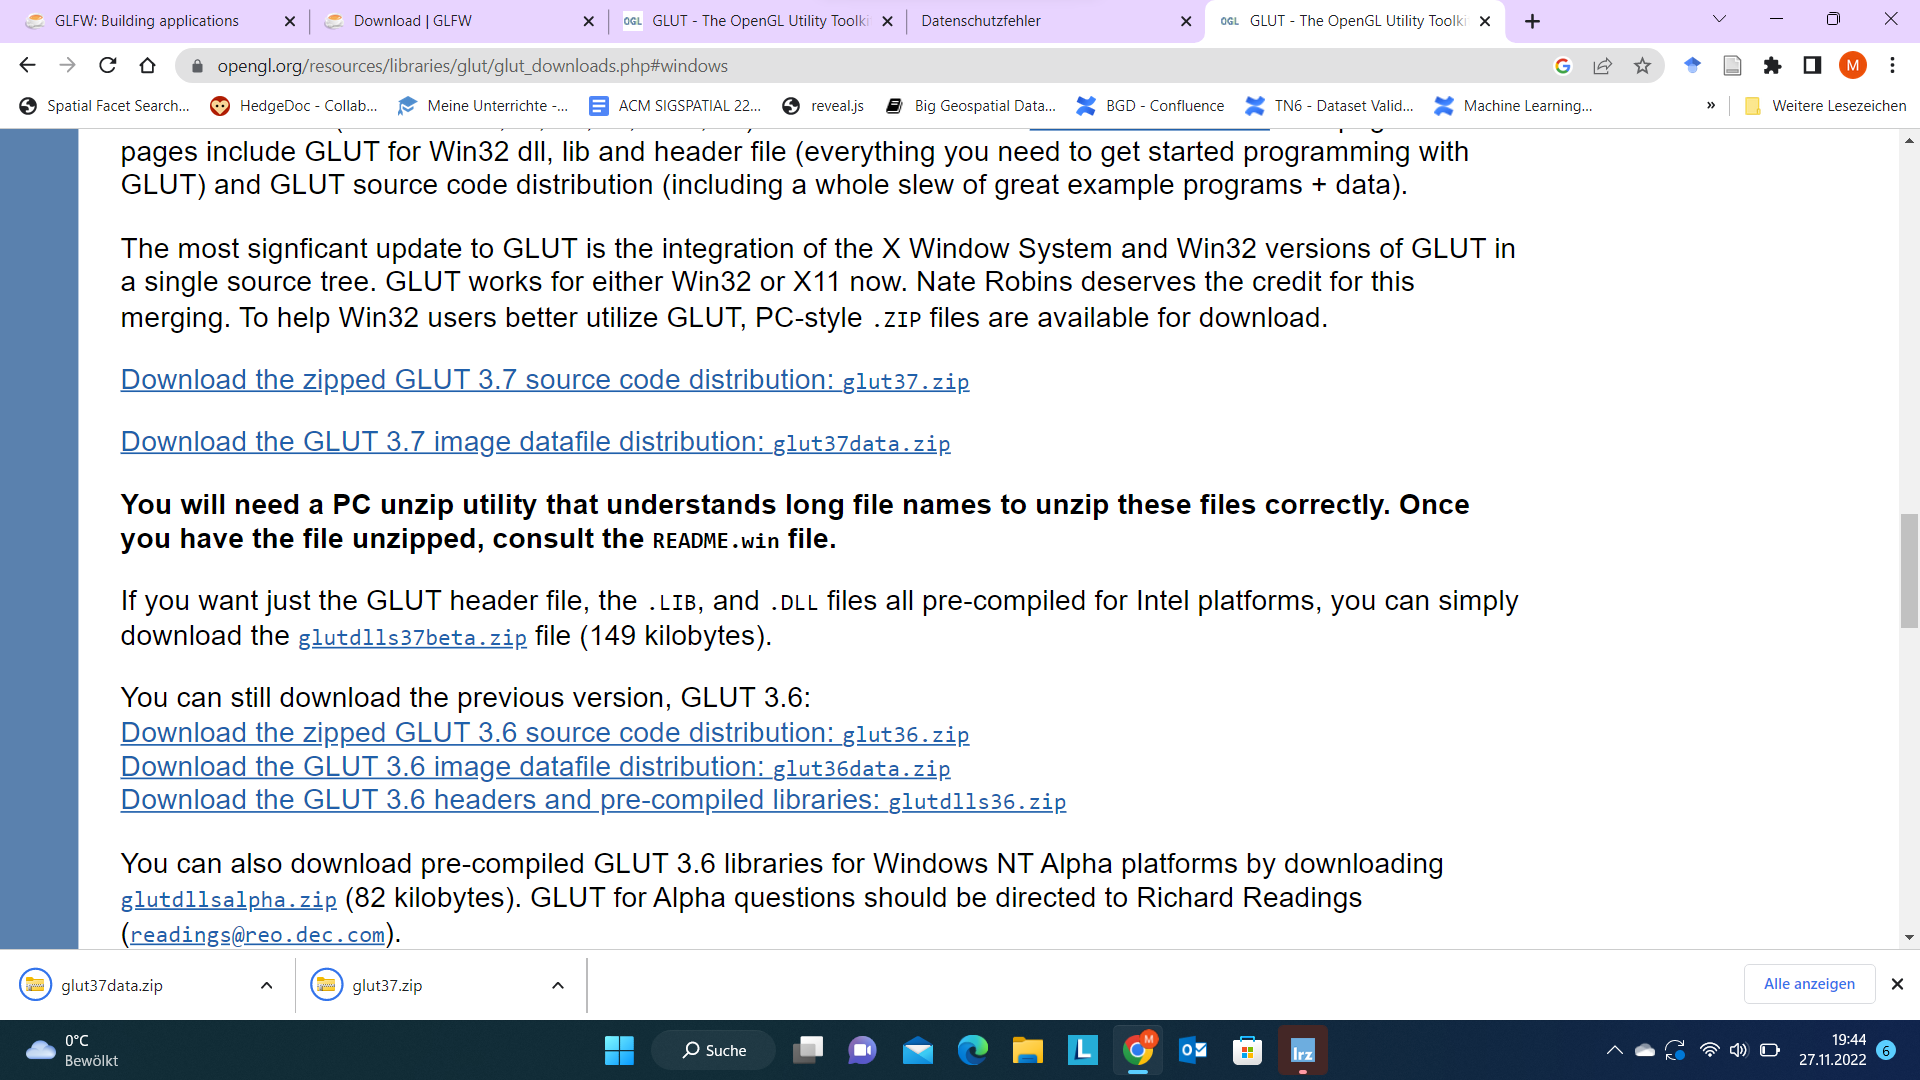 GLFW: Building applications
Download | GLFW
OGL GLUT - The OpenGL Utility Toolki
Datenschutzfehler
OGL GLUT - The OpenGL Utility Toolki
opengl.org/resources/libraries/glut/glut_downloads.php#windows
M
Spatial Facet Search...
HedgeDoc - Collab...
Meine Unterrichte -...
ACM SIGSPATIAL 22...
reveal.js
Big Geospatial Data...
BGD - Confluence
TN6 - Dataset Valid...
Machine Learning...
»
Weitere Lesezeichen
pages include GLUT for Win32 dll, lib and header file (everything you need to get started programming with
GLUT) and GLUT source code distribution (including a whole slew of great example programs + data).
The most signficant update to GLUT is the integration of the X Window System and Win32 versions of GLUT in
a single source tree. GLUT works for either Win32 or X11 now. Nate Robins deserves the credit for this
merging. To help Win32 users better utilize GLUT, PC-style .ZIP files are available for download.
Download the zipped GLUT 3.7 source code distribution: glut37.zip
Download the GLUT 3.7 image datafile distribution: glut37data.zip
You will need a PC unzip utility that understands long file names to unzip these files correctly. Once
you have the file unzipped, consult the README.win file.
If you want just the GLUT header file, the .LIB, and .DLL files all pre-compiled for Intel platforms, you can simply
download the glutdlls37beta.zip file (149 kilobytes).
You can still download the previous version, GLUT 3.6:
Download the zipped GLUT 3.6 source code distribution: glut36.zip
Download the GLUT 3.6 image datafile distribution: glut36data.zip
Download the GLUT 3.6 headers and pre-compiled libraries: glutdlls36.zip
You can also download pre-compiled GLUT 3.6 libraries for Windows NT Alpha platforms by downloading
glutdllsalpha.zip (82 kilobytes). GLUT for Alpha questions should be directed to Richard Readings
(readings@reo.dec.com).
glut37data.zip
glut37.zip
Alle anzeigen
0°C
Bewölkt
Suche
L
M
lrz
19:44
27.11.2022
6